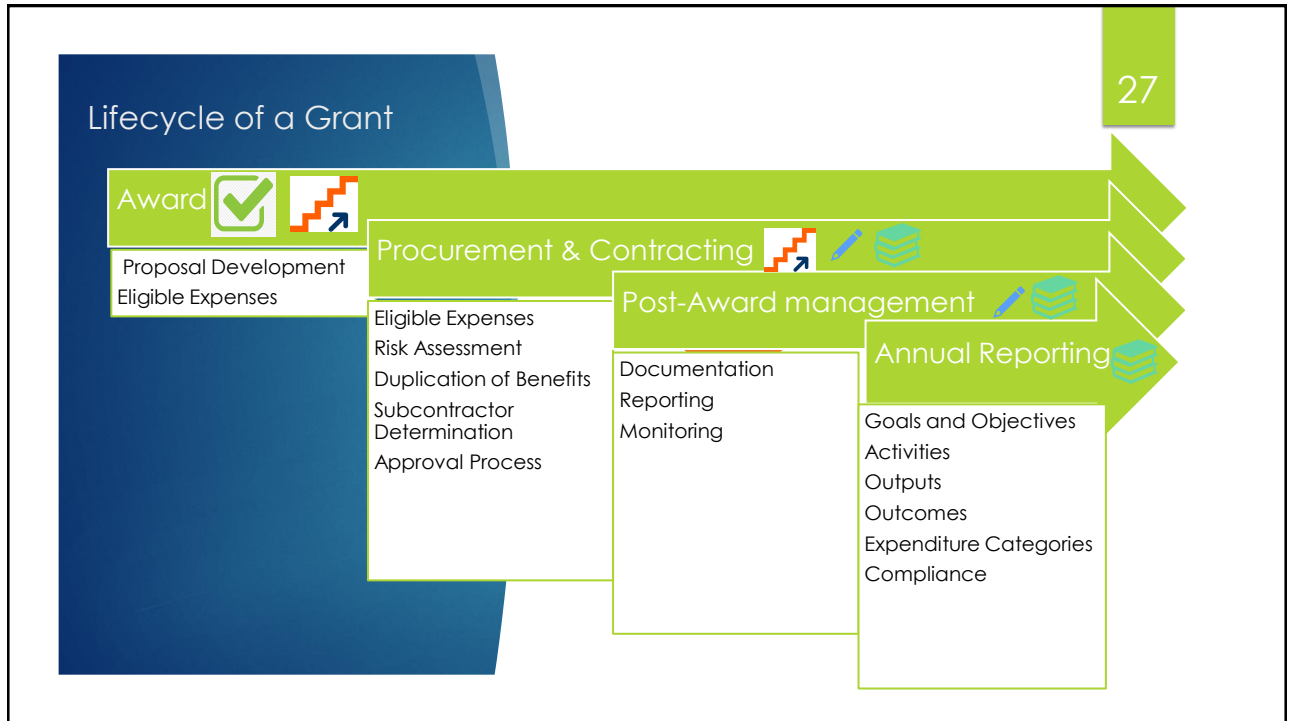 27
Lifecycle of a Grant
Award
Proposal Development
Eligible Expenses
Procurement & Contracting
Eligible Expenses
Risk Assessment
Duplication of Benefits
Subcontractor
Determination
Approval Process
Post-Award management
Documentation
Reporting
Monitoring
Annual Reporting
Goals and Objectives
Activities
Outputs
Outcomes
Expenditure Categories
Compliance